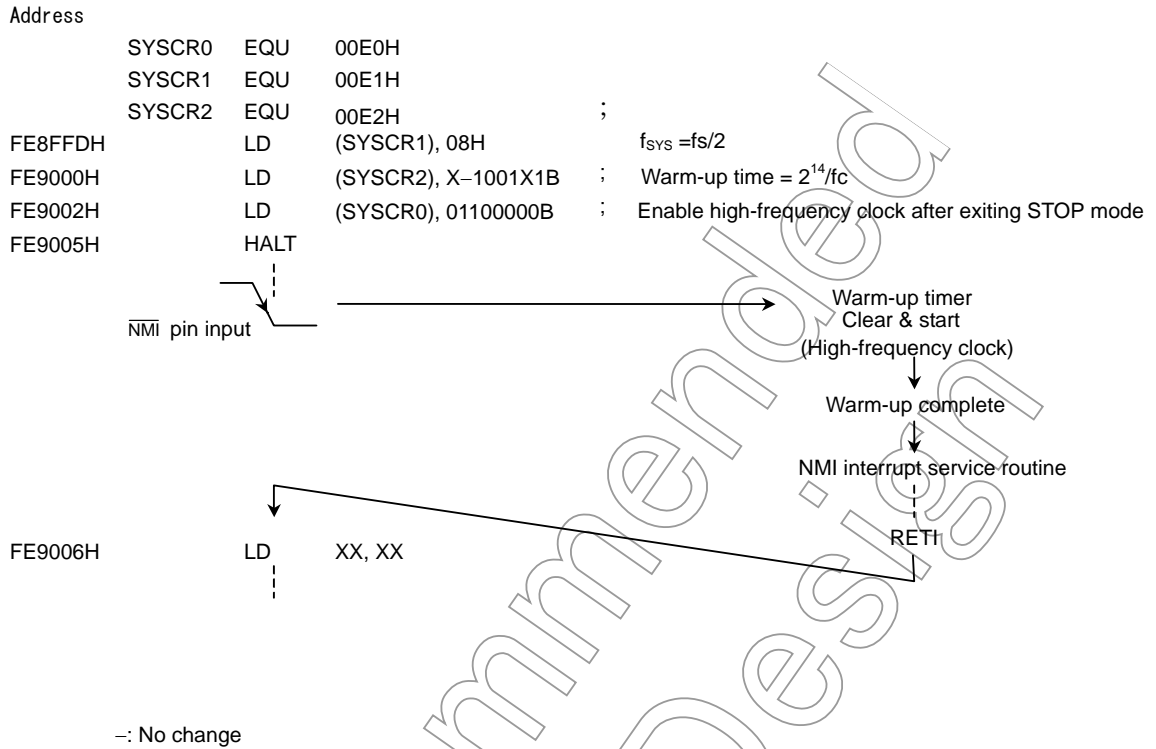 Address
SYSCR0 EQU 00E0H
SYSCR1 EQU 00E1H
SYSCR2 EQU 00E2H ;
FE8FFDH LD (SYSCR1), 08H fSYS =fs/2
FE9000H LD (SYSCR2), X−1001X1B ; Warm-up time = 2^14/fc
FE9002H LD (SYSCR0), 01100000B ; Enable high-frequency clock after exiting STOP mode
FE9005H HALT
NMI pin input
Warm-up timer
Clear & start
(High-frequency clock)
Warm-up complete
NMI interrupt service routine
RETI
FE9006H LD XX, XX
−: No change
mmended
Design